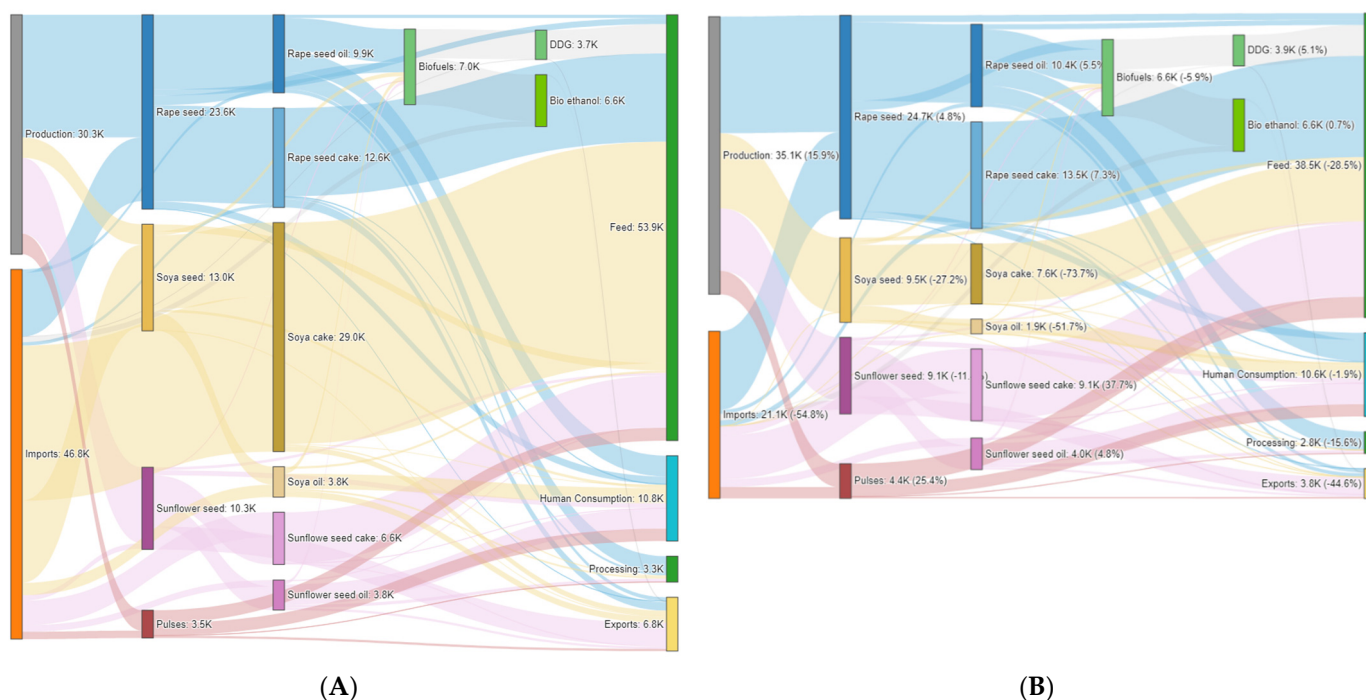 Production: 30.3K
Imports: 46.8K
Rape seed: 23.6K
Soya seed: 13.0K
Sunflower seed: 10.3K
Pulses: 3.5K
Rape seed oil: 9.9K
Rape seed cake: 12.6K
Soya cake: 29.0K
Soya oil: 3.8K
Sunflowe seed cake: 6.6K
Sunflower seed oil: 3.8K
Biofuels: 7.0K
DDG: 3.7K
Bio ethanol: 6.6K
Feed: 53.9K
Human Consumption: 10.8K
Processing: 3.3K
Exports: 6.8K
(A)
Production: 35.1K (15.9%)
Imports: 21.1K (-54.8%)
Rape seed: 24.7K (4.8%)
Soya seed: 9.5K (-27.2%)
Sunflower seed: 9.1K (-11.
Pulses: 4.4K (25.4%)
Rape seed oil: 10.4K (5.5%
Rape seed cake: 13.5K (7.3%)
Soya cake: 7.6K (-73.7%)
Soya oil: 1.9K (-51.7%)
Sunflowe seed cake: 9.1K (37.7%)
Sunflower seed oil: 4.0K (4.8%)
Biofuels: 6.6K (-5.9%)
DDG: 3.9K (5.1%)
Bio ethanol: 6.6K (0.7%)
Feed: 38.5K (-28.5%)
Human Consumption: 10.6K (-1.9%)
Processing: 2.8K (-15.6%)
Exports: 3.8K (-44.6%)
(B)